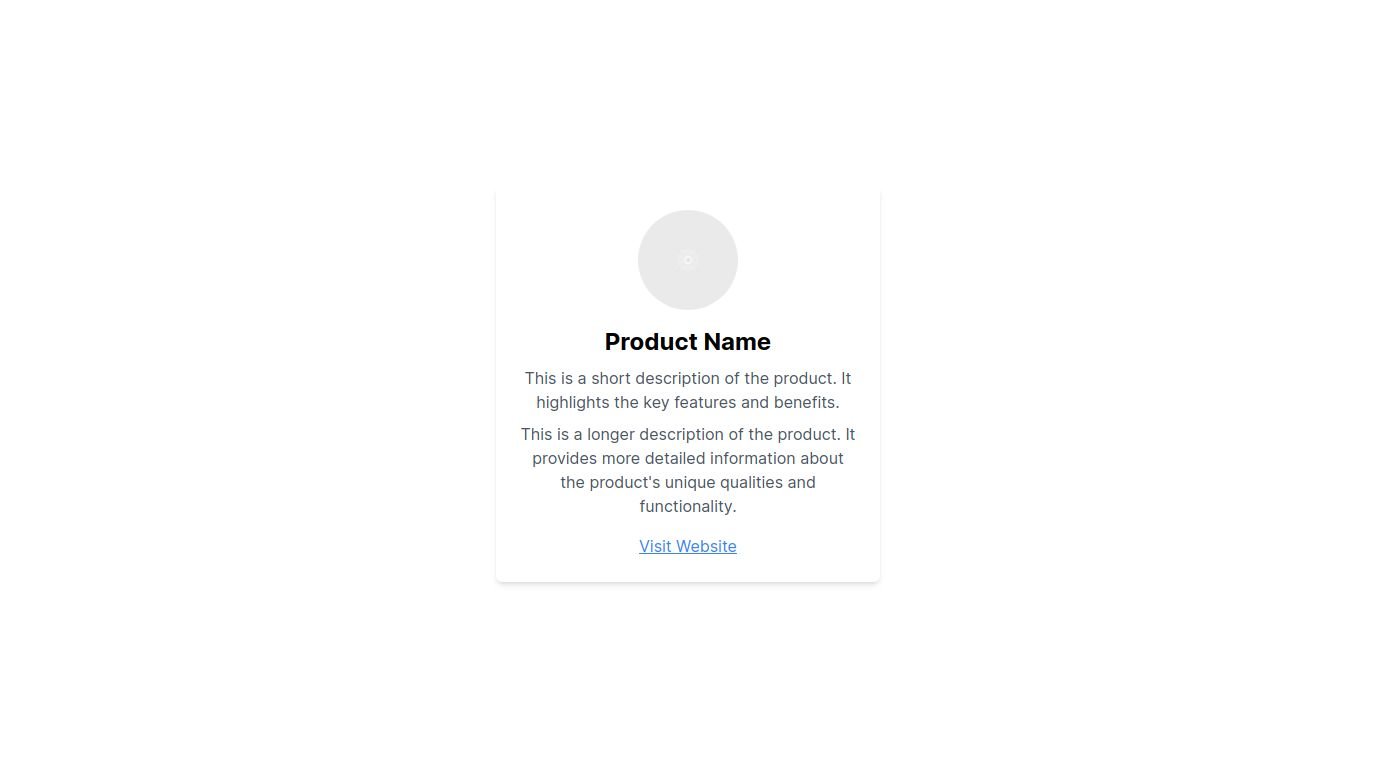 Product Name
This is a short description of the product. It
highlights the key features and benefits.
This is a longer description of the product. It
provides more detailed information about
the product's unique qualities and
functionality.
Visit Website